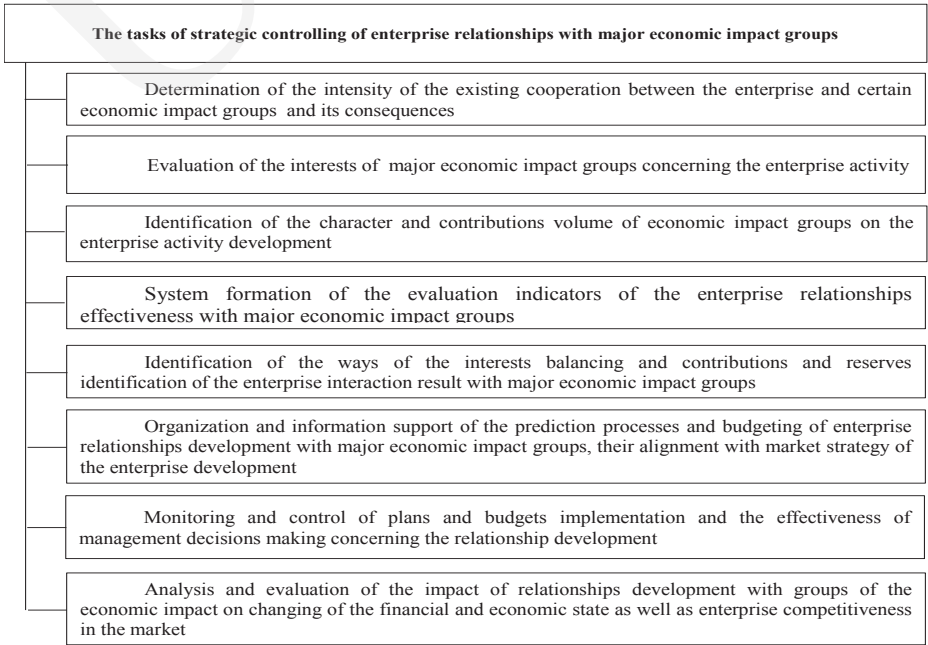 The tasks of strategic controlling of enterprise relationships with major economic impact groups
Determination of the intensity of the existing cooperation between the enterprise and certain
economic impact groups and its consequences
Evaluation of the interests of major economic impact groups concerning the enterprise activity
Identification of the character and contributions volume of economic impact groups on the
enterprise activity development
System formation of the evaluation indicators of the enterprise relationships
effectiveness with major economic impact groups
Identification of the ways of the interests balancing and contributions and reserves
identification of the enterprise interaction result with major economic impact groups
Organization and information support of the prediction processes and budgeting of enterprise
relationships development with major economic impact groups, their alignment with market strategy of
the enterprise development
Monitoring and control of plans and budgets implementation and the effectiveness of
management decisions making concerning the relationship development
Analysis and evaluation of the impact of relationships development with groups of the
economic impact on changing of the financial and economic state as well as enterprise competitiveness
in the market